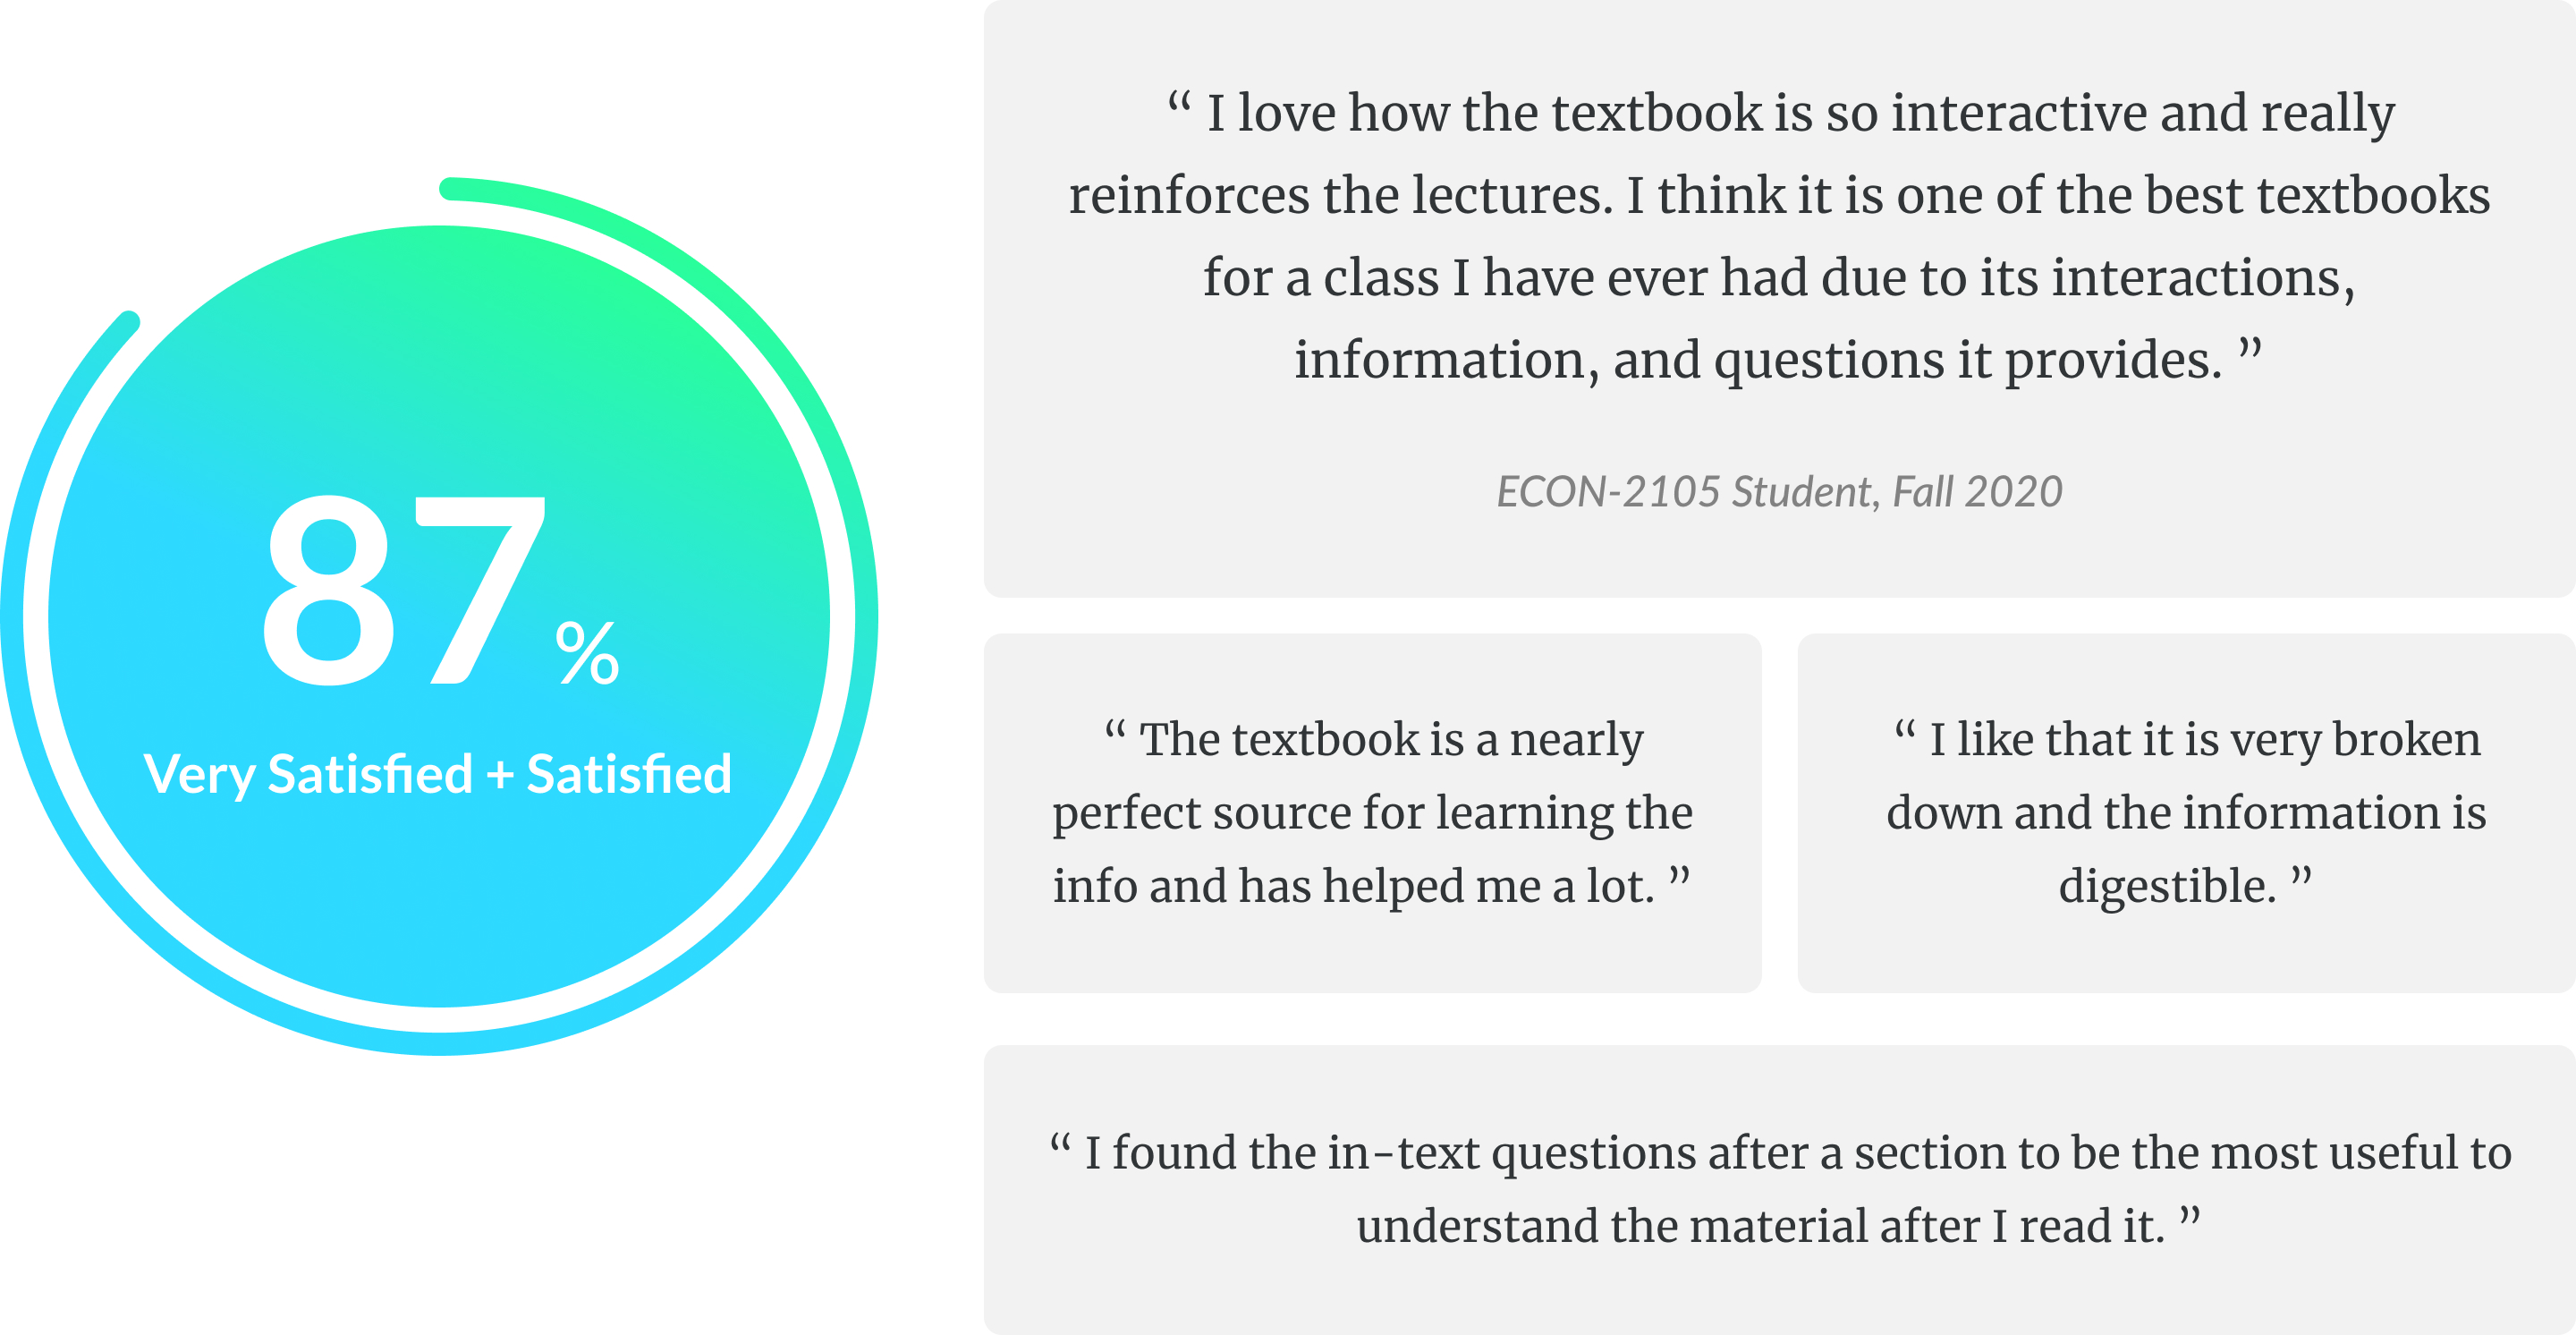 87%
Very Satisfied + Satisfied
“ I love how the textbook is so interactive and really
reinforces the lectures. I think it is one of the best textbooks
for a class I have ever had due to its interactions,
information, and questions it provides. ”
ECON-2105 Student, Fall 2020
“ The textbook is a nearly
perfect source for learning the
info and has helped me a lot. ”
“ I like that it is very broken
down and the information is
digestible. ”
“ I found the in-text questions after a section to be the most useful to
understand the material after I read it. ”